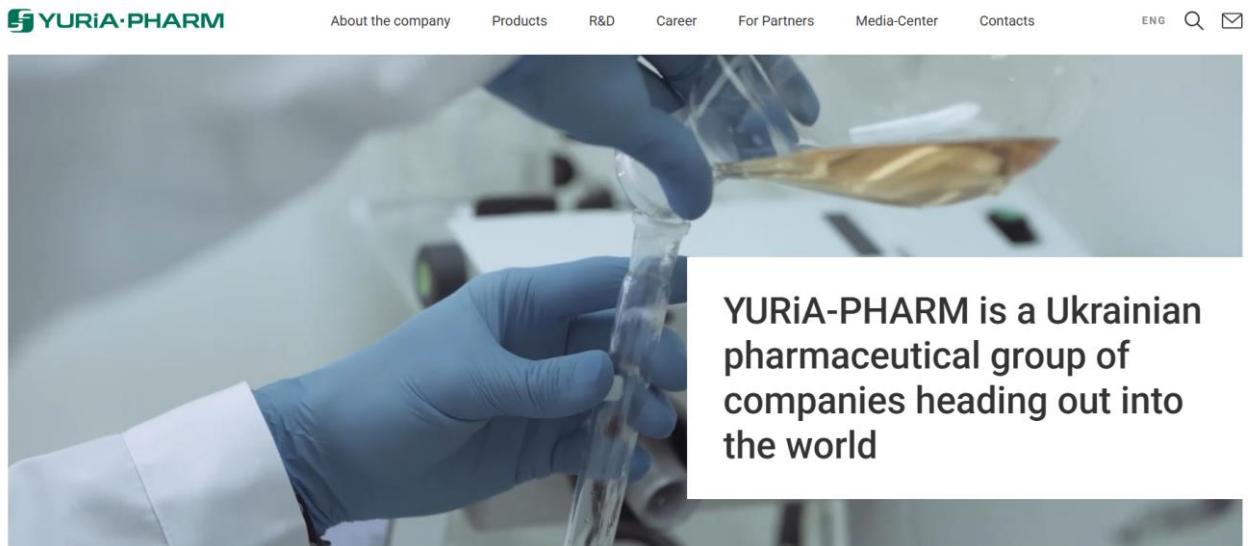 YURiA·PHARM
About the company Products R&D Career For Partners Media-Center Contacts ENG
YURiA-PHARM is a Ukrainian
pharmaceutical group of
companies heading out into
the world